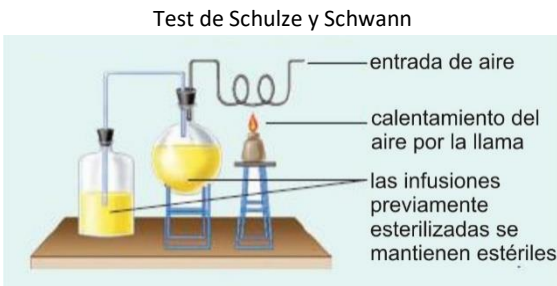 Test de Schulze y Schwann
entrada de aire
calentamiento del
aire por la llama
las infusiones
previamente
esterilizadas se
mantienen estériles